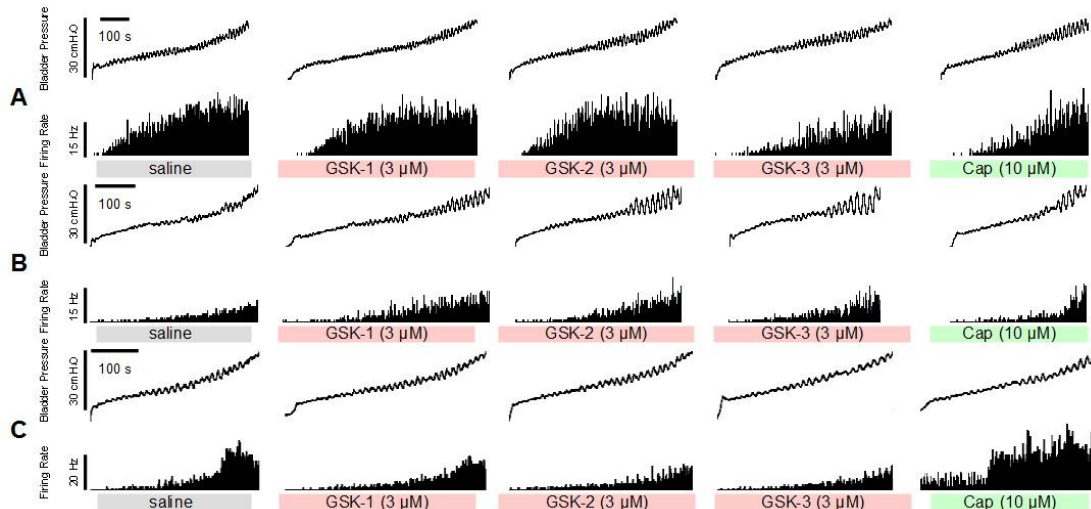 Bladder Pressure
30 cmH₂O
100 s
A
Firing Rate
15 Hz
saline
GSK-1 (3 µM)
GSK-2 (3 µM)
GSK-3 (3 µM)
Cap (10 µM)
Bladder Pressure
30 cmH₂O
100 s
B
Firing Rate
15 Hz
saline
GSK-1 (3 µM)
GSK-2 (3 µM)
GSK-3 (3 µM)
Cap (10 µM)
Bladder Pressure
30 cmH₂O
100 s
C
Firing Rate
20 Hz
saline
GSK-1 (3 µM)
GSK-2 (3 µM)
GSK-3 (3 µM)
Cap (10 µM)